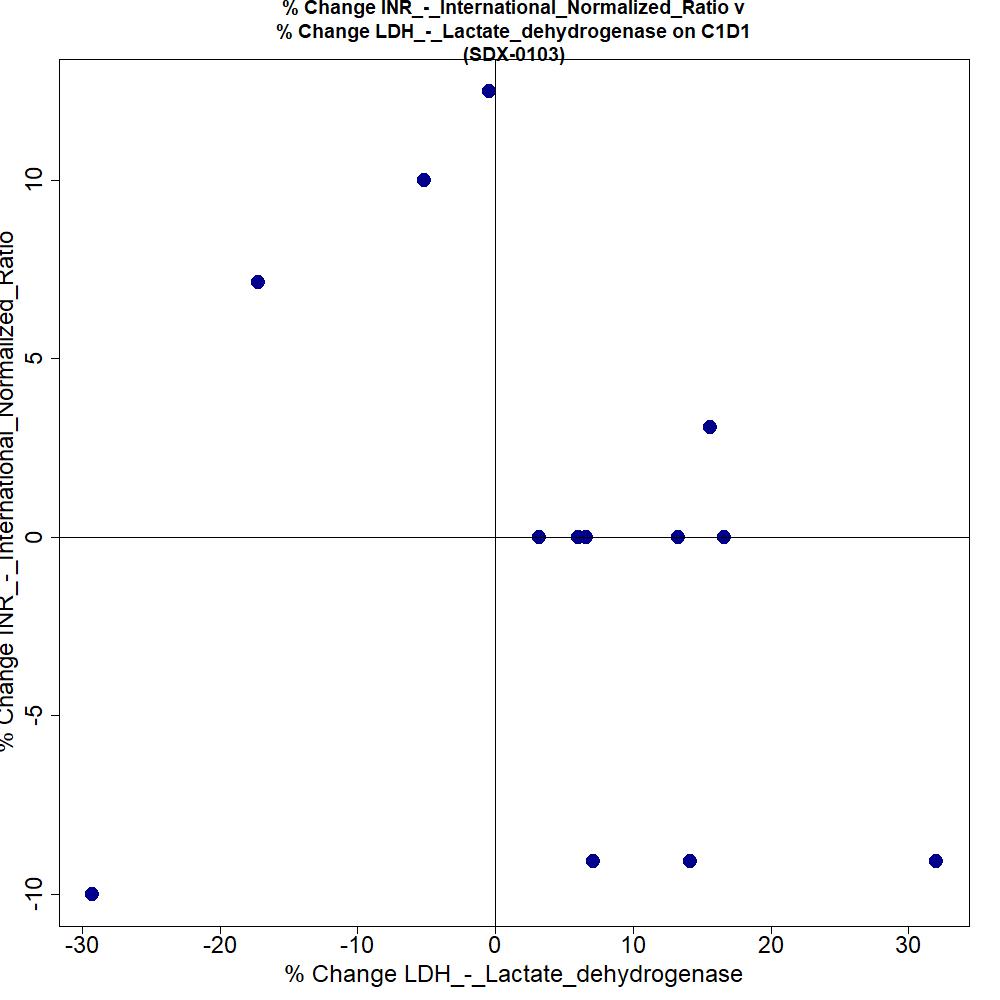 % Change INR_-_International_Normalized_Ratio v
% Change LDH_-_Lactate_dehydrogenase on C1D1
(SDX-0103)
% Change INR_-_International_Normalized_Ratio
10
5
0
-5
-10
-30
-20
-10
0
10
20
30
% Change LDH_-_Lactate_dehydrogenase